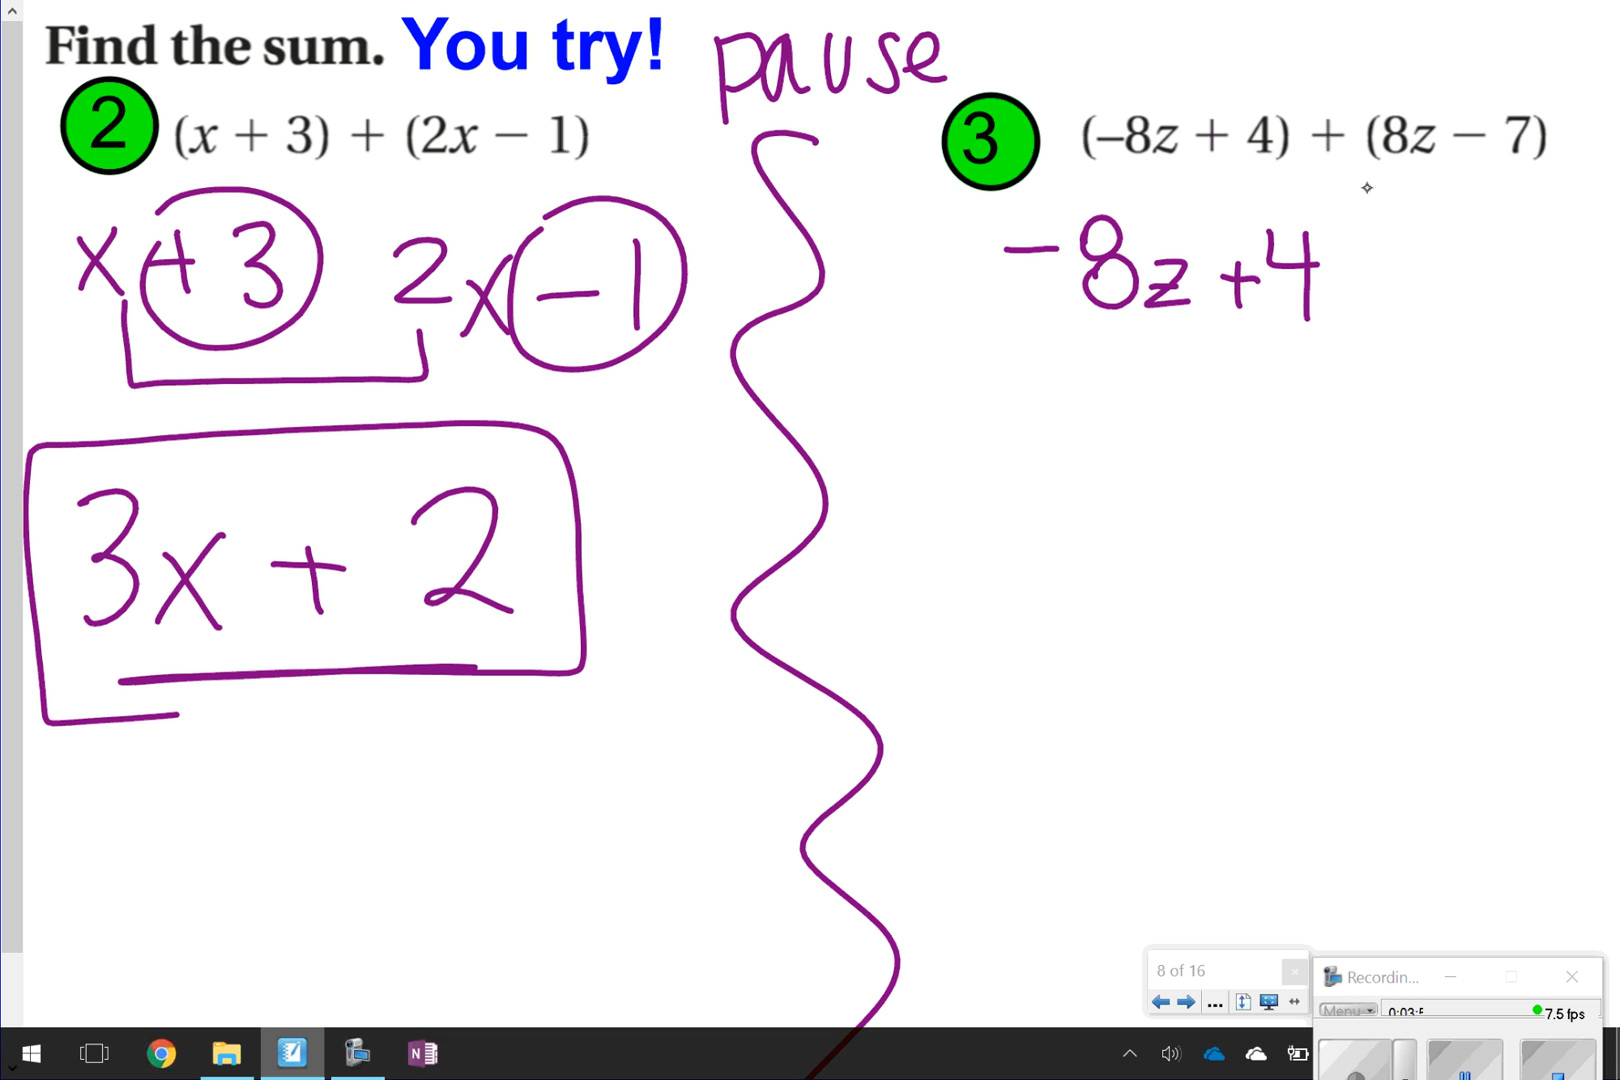 Find the sum. You try! pause
2 (x + 3) + (2x − 1)
x + 3 2x − 1
3x + 2
3 (–8z + 4) + (8z − 7)
-8z + 4
8 of 16
...
Recordin...
Menu
7.5 fps
N